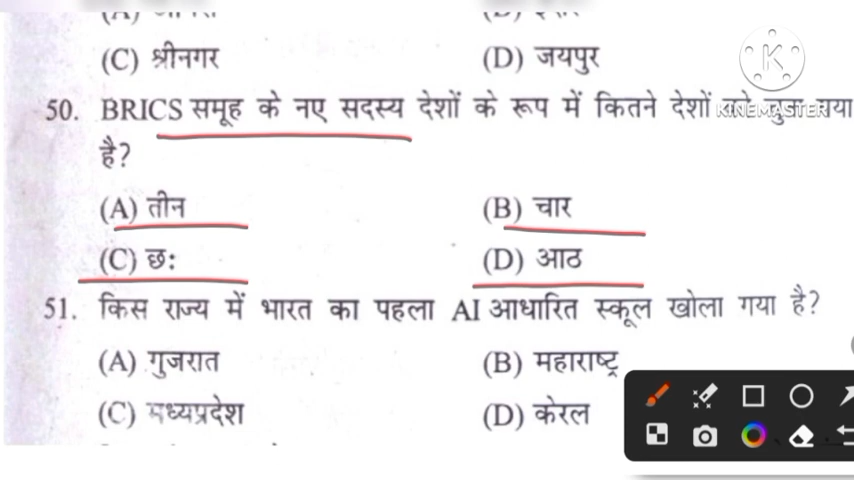 (C) श्रीनगर (D) जयपुर
50. BRICS समूह के नए सदस्य देशों के रूप में कितने देशों
है?
(A) तीन (B) चार
(C) छः (D) आठ
51. किस राज्य में भारत का पहला AI आधारित स्कूल खोला गया है?
(A) गुजरात (B) महाराष्ट्र
(C) मध्यप्रदेश (D) केरल
K
KINEMASTER